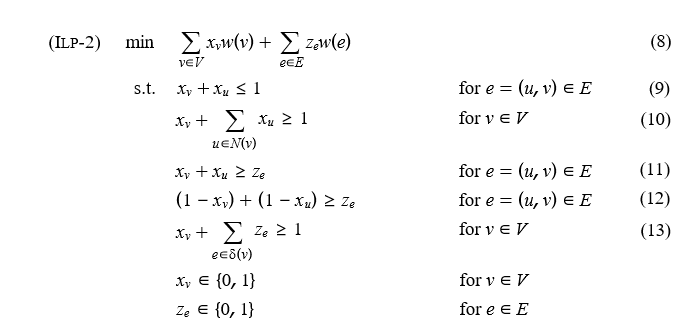 (ILP-2) min ∑_{v∈V} x_v w(v) + ∑_{e∈E} z_e w(e) (8)
s.t. x_v + x_u ≤ 1 for e = (u, v) ∈ E (9)
x_v + ∑_{u∈N(v)} x_u ≥ 1 for v ∈ V (10)
x_v + x_u ≥ z_e for e = (u, v) ∈ E (11)
(1 − x_v) + (1 − x_u) ≥ z_e for e = (u, v) ∈ E (12)
x_v + ∑_{e∈δ(v)} z_e ≥ 1 for v ∈ V (13)
x_v ∈ {0, 1} for v ∈ V
z_e ∈ {0, 1} for e ∈ E